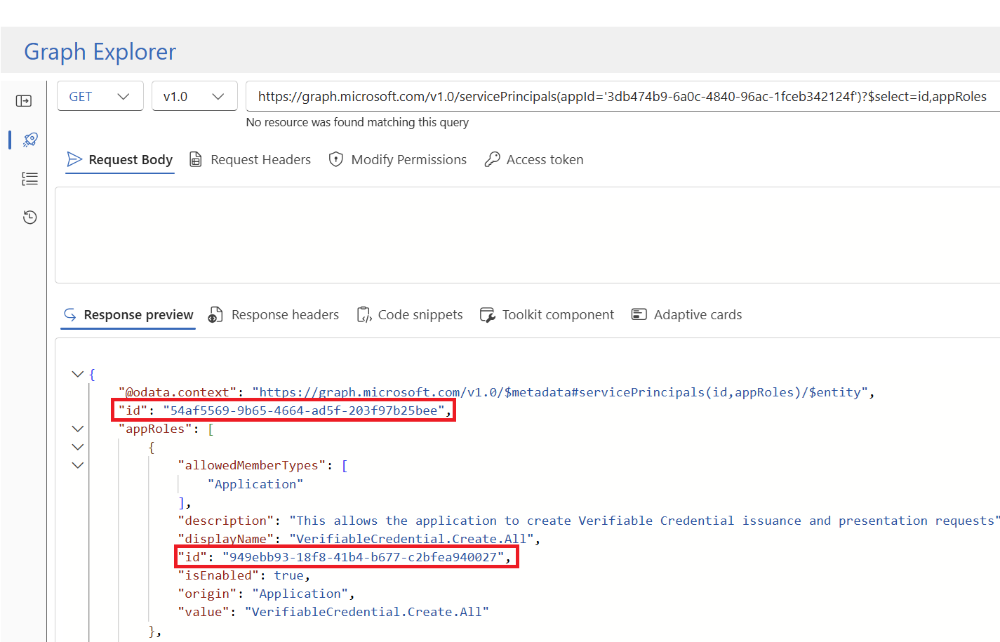 Graph Explorer
GET
v1.0
https://graph.microsoft.com/v1.0/servicePrincipals(appId='3db474b9-6a0c-4840-96ac-1fceb342124f')?$select=id,appRoles
No resource was found matching this query
Request Body
Request Headers
Modify Permissions
Access token
Response preview
Response headers
Code snippets
Toolkit component
Adaptive cards
{
"@odata.context": "https://graph.microsoft.com/v1.0/$metadata#servicePrincipals(id,appRoles)/$entity",
"id": "54af5569-9b65-4664-ad5f-203f97b25bee",
"appRoles": [
{
"allowedMemberTypes": [
"Application"
],
"description": "This allows the application to create Verifiable Credential issuance and presentation requests"
"displayName": "VerifiableCredential.Create.All",
"id": "949ebb93-18f8-41b4-b677-c2bfea940027",
"isEnabled": true,
"origin": "Application",
"value": "VerifiableCredential.Create.All"
},